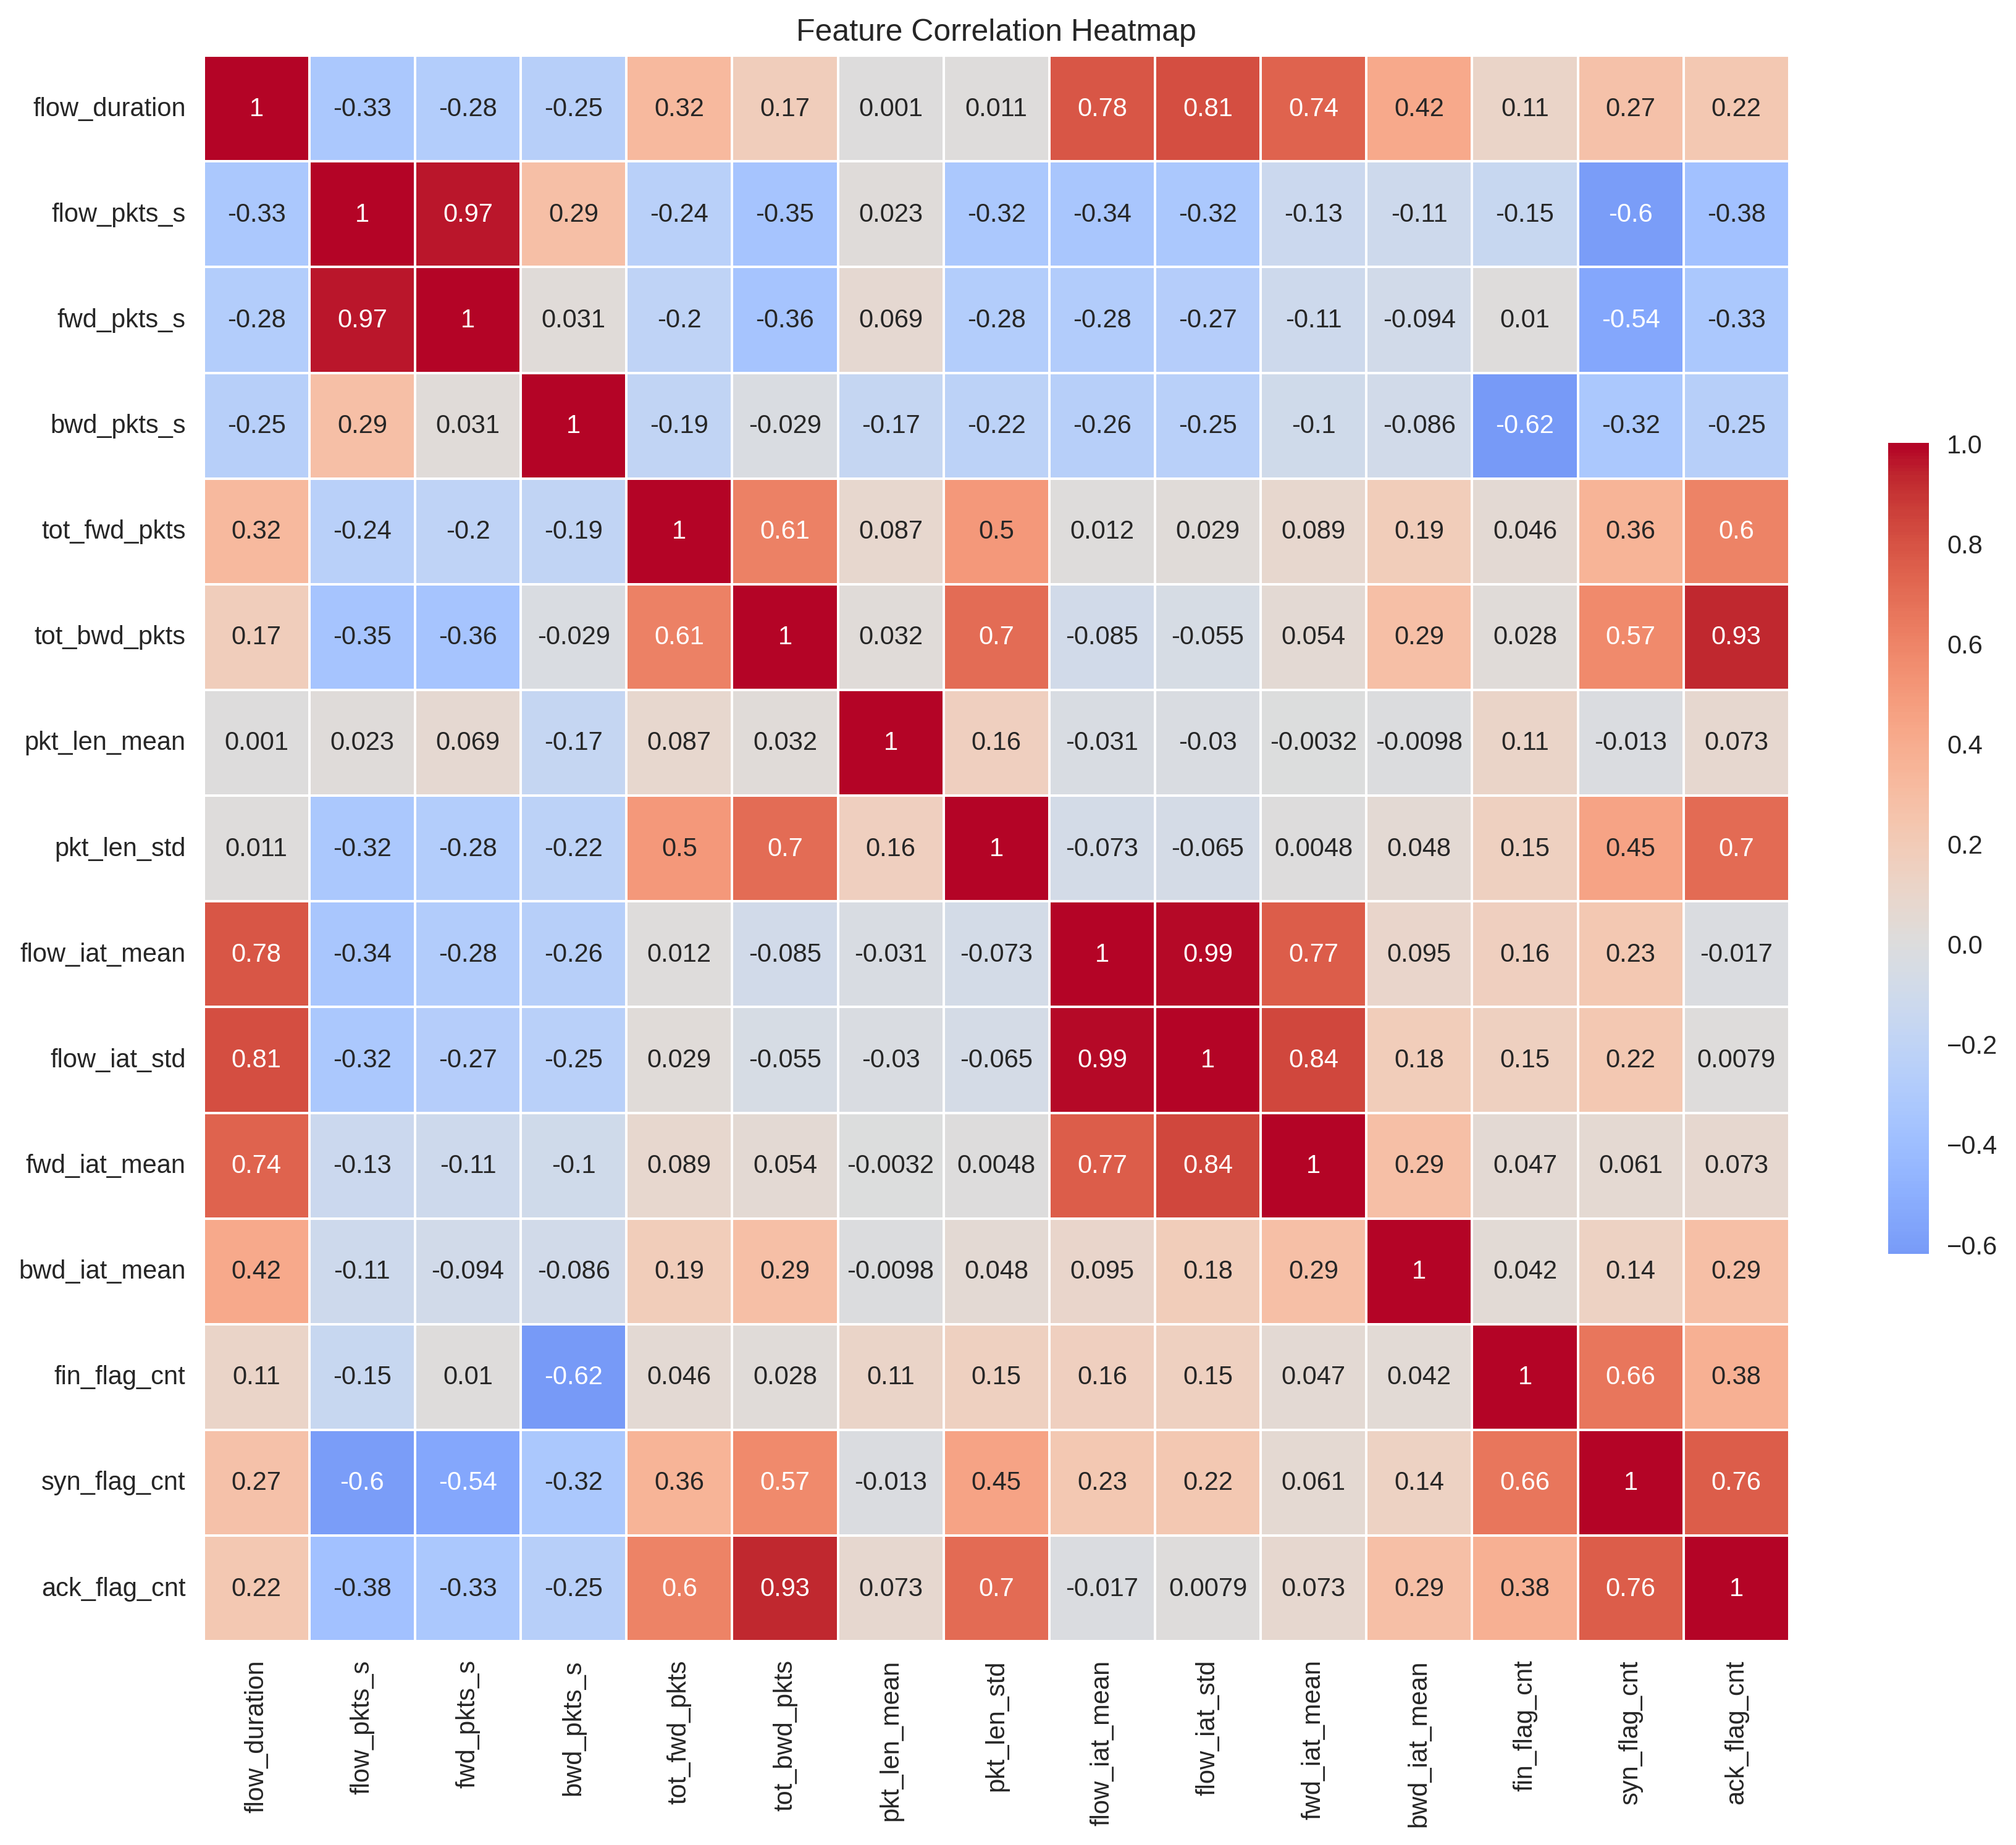 Feature Correlation Heatmap
flow_duration 1 -0.33 -0.28 -0.25 0.32 0.17 0.001 0.011 0.78 0.81 0.74 0.42 0.11 0.27 0.22
flow_pkts_s -0.33 1 0.97 0.29 -0.24 -0.35 0.023 -0.32 -0.34 -0.32 -0.13 -0.11 -0.15 -0.6 -0.38
fwd_pkts_s -0.28 0.97 1 0.031 -0.2 -0.36 0.069 -0.28 -0.28 -0.27 -0.11 -0.094 0.01 -0.54 -0.33
bwd_pkts_s -0.25 0.29 0.031 1 -0.19 -0.029 -0.17 -0.22 -0.26 -0.25 -0.1 -0.086 -0.62 -0.32 -0.25
tot_fwd_pkts 0.32 -0.24 -0.2 -0.19 1 0.61 0.087 0.5 0.012 0.029 0.089 0.19 0.046 0.36 0.6
tot_bwd_pkts 0.17 -0.35 -0.36 -0.029 0.61 1 0.032 0.7 -0.085 -0.055 0.054 0.29 0.028 0.57 0.93
pkt_len_mean 0.001 0.023 0.069 -0.17 0.087 0.032 1 0.16 -0.031 -0.03 -0.0032 -0.0098 0.11 -0.013 0.073
pkt_len_std 0.011 -0.32 -0.28 -0.22 0.5 0.7 0.16 1 -0.073 -0.065 0.0048 0.048 0.15 0.45 0.7
flow_iat_mean 0.78 -0.34 -0.28 -0.26 0.012 -0.085 -0.031 -0.073 1 0.99 0.77 0.095 0.16 0.23 -0.017
flow_iat_std 0.81 -0.32 -0.27 -0.25 0.029 -0.055 -0.03 -0.065 0.99 1 0.84 0.18 0.15 0.22 0.0079
fwd_iat_mean 0.74 -0.13 -0.11 -0.1 0.089 0.054 -0.0032 0.0048 0.77 0.84 1 0.29 0.047 0.061 0.073
bwd_iat_mean 0.42 -0.11 -0.094 -0.086 0.19 0.29 -0.0098 0.048 0.095 0.18 0.29 1 0.042 0.14 0.29
fin_flag_cnt 0.11 -0.15 0.01 -0.62 0.046 0.028 0.11 0.15 0.16 0.15 0.047 0.042 1 0.66 0.38
syn_flag_cnt 0.27 -0.6 -0.54 -0.32 0.36 0.57 -0.013 0.45 0.23 0.22 0.061 0.14 0.66 1 0.76
ack_flag_cnt 0.22 -0.38 -0.33 -0.25 0.6 0.93 0.073 0.7 -0.017 0.0079 0.073 0.29 0.38 0.76 1
flow_duration
flow_pkts_s
fwd_pkts_s
bwd_pkts_s
tot_fwd_pkts
tot_bwd_pkts
pkt_len_mean
pkt_len_std
flow_iat_mean
flow_iat_std
fwd_iat_mean
bwd_iat_mean
fin_flag_cnt
syn_flag_cnt
ack_flag_cnt
1.0
0.8
0.6
0.4
0.2
0.0
−0.2
−0.4
−0.6